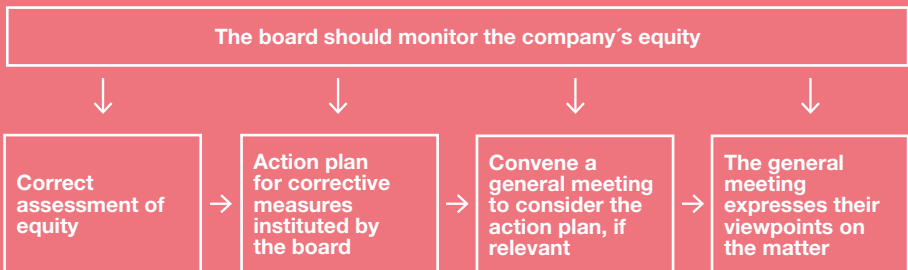 The board should monitor the company´s equity
Correct
assessment of
equity
Action plan
for corrective
measures
instituted by
the board
Convene a
general meeting
to consider the
action plan, if
relevant
The general
meeting
expresses their
viewpoints on
the matter